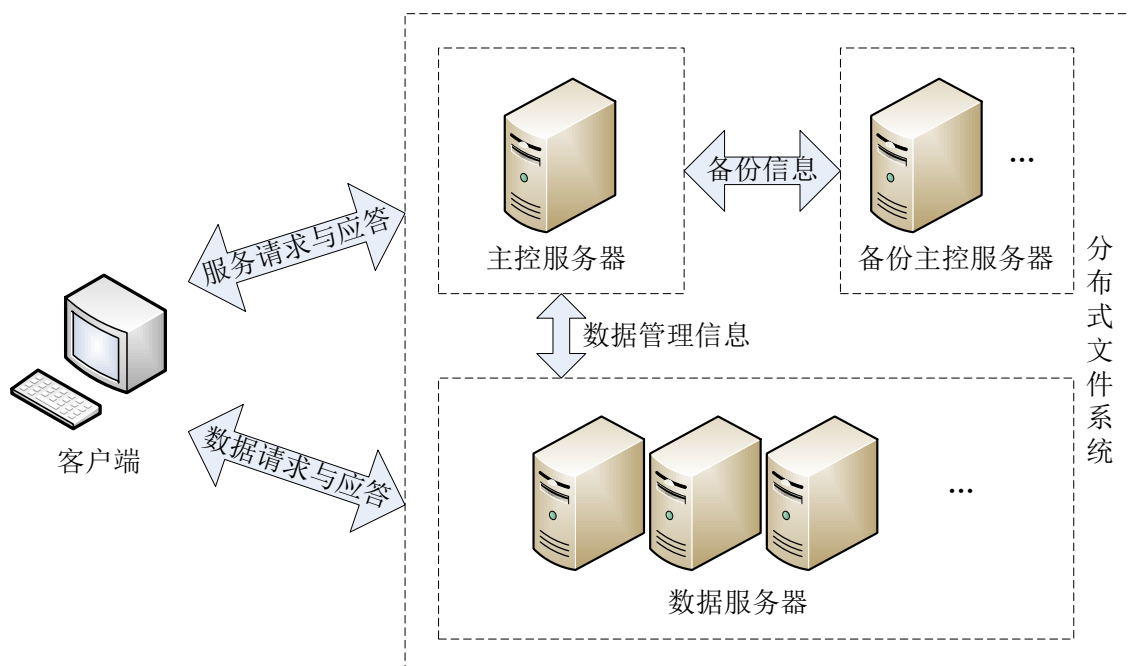 主控服务器
备份信息
...
备份主控服务器
服务请求与应答
数据管理信息
客户端
数据请求与应答
...
数据服务器
分布式文件系统